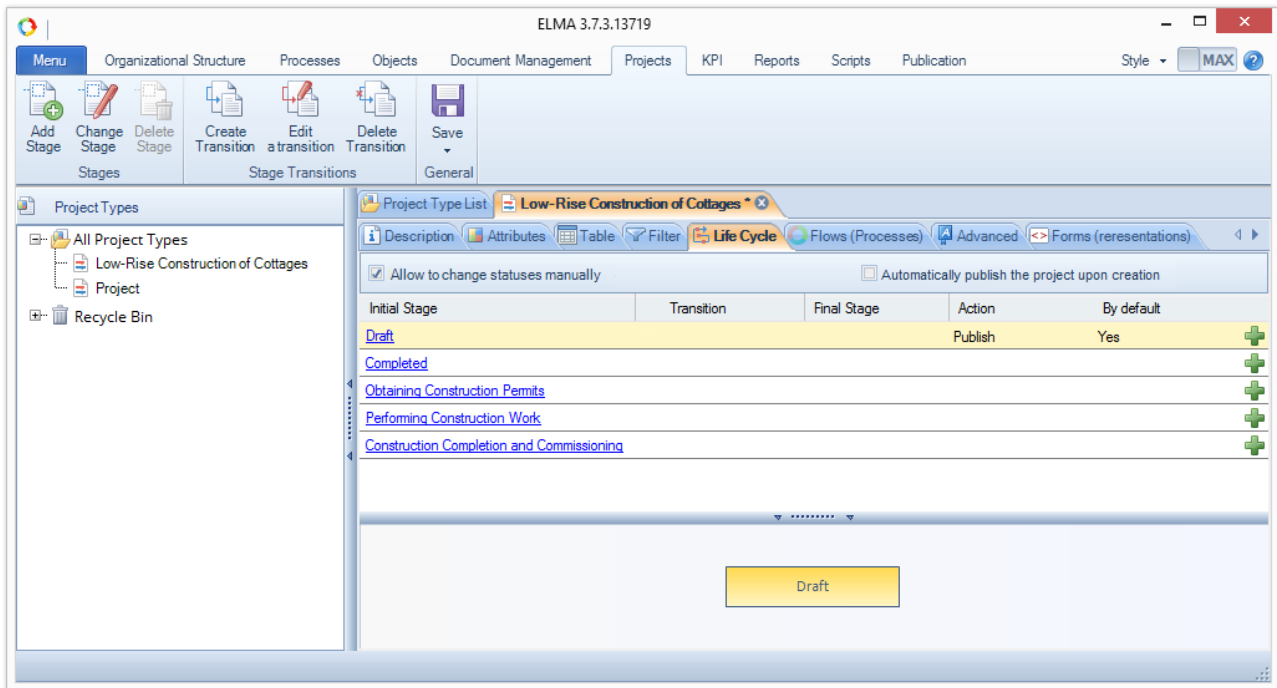 ELMA 3.7.3.13719
Menu Organizational Structure Processes Objects Document Management Projects KPI Reports Scripts Publication Style MAX ?
Add Stage
Change Stage
Delete Stage
Create Transition
Edit a transition
Delete Transition
Save
Stages Stage Transitions General
Project Types
All Project Types
Low-Rise Construction of Cottages
Project
Recycle Bin
Project Type List Low-Rise Construction of Cottages *
Description Attributes Table Filter Life Cycle Flows (Processes) Advanced Forms (reresentations)
Allow to change statuses manually Automatically publish the project upon creation
Initial Stage Transition Final Stage Action By default
Draft Publish Yes
Completed
Obtaining Construction Permits
Performing Construction Work
Construction Completion and Commissioning
Draft